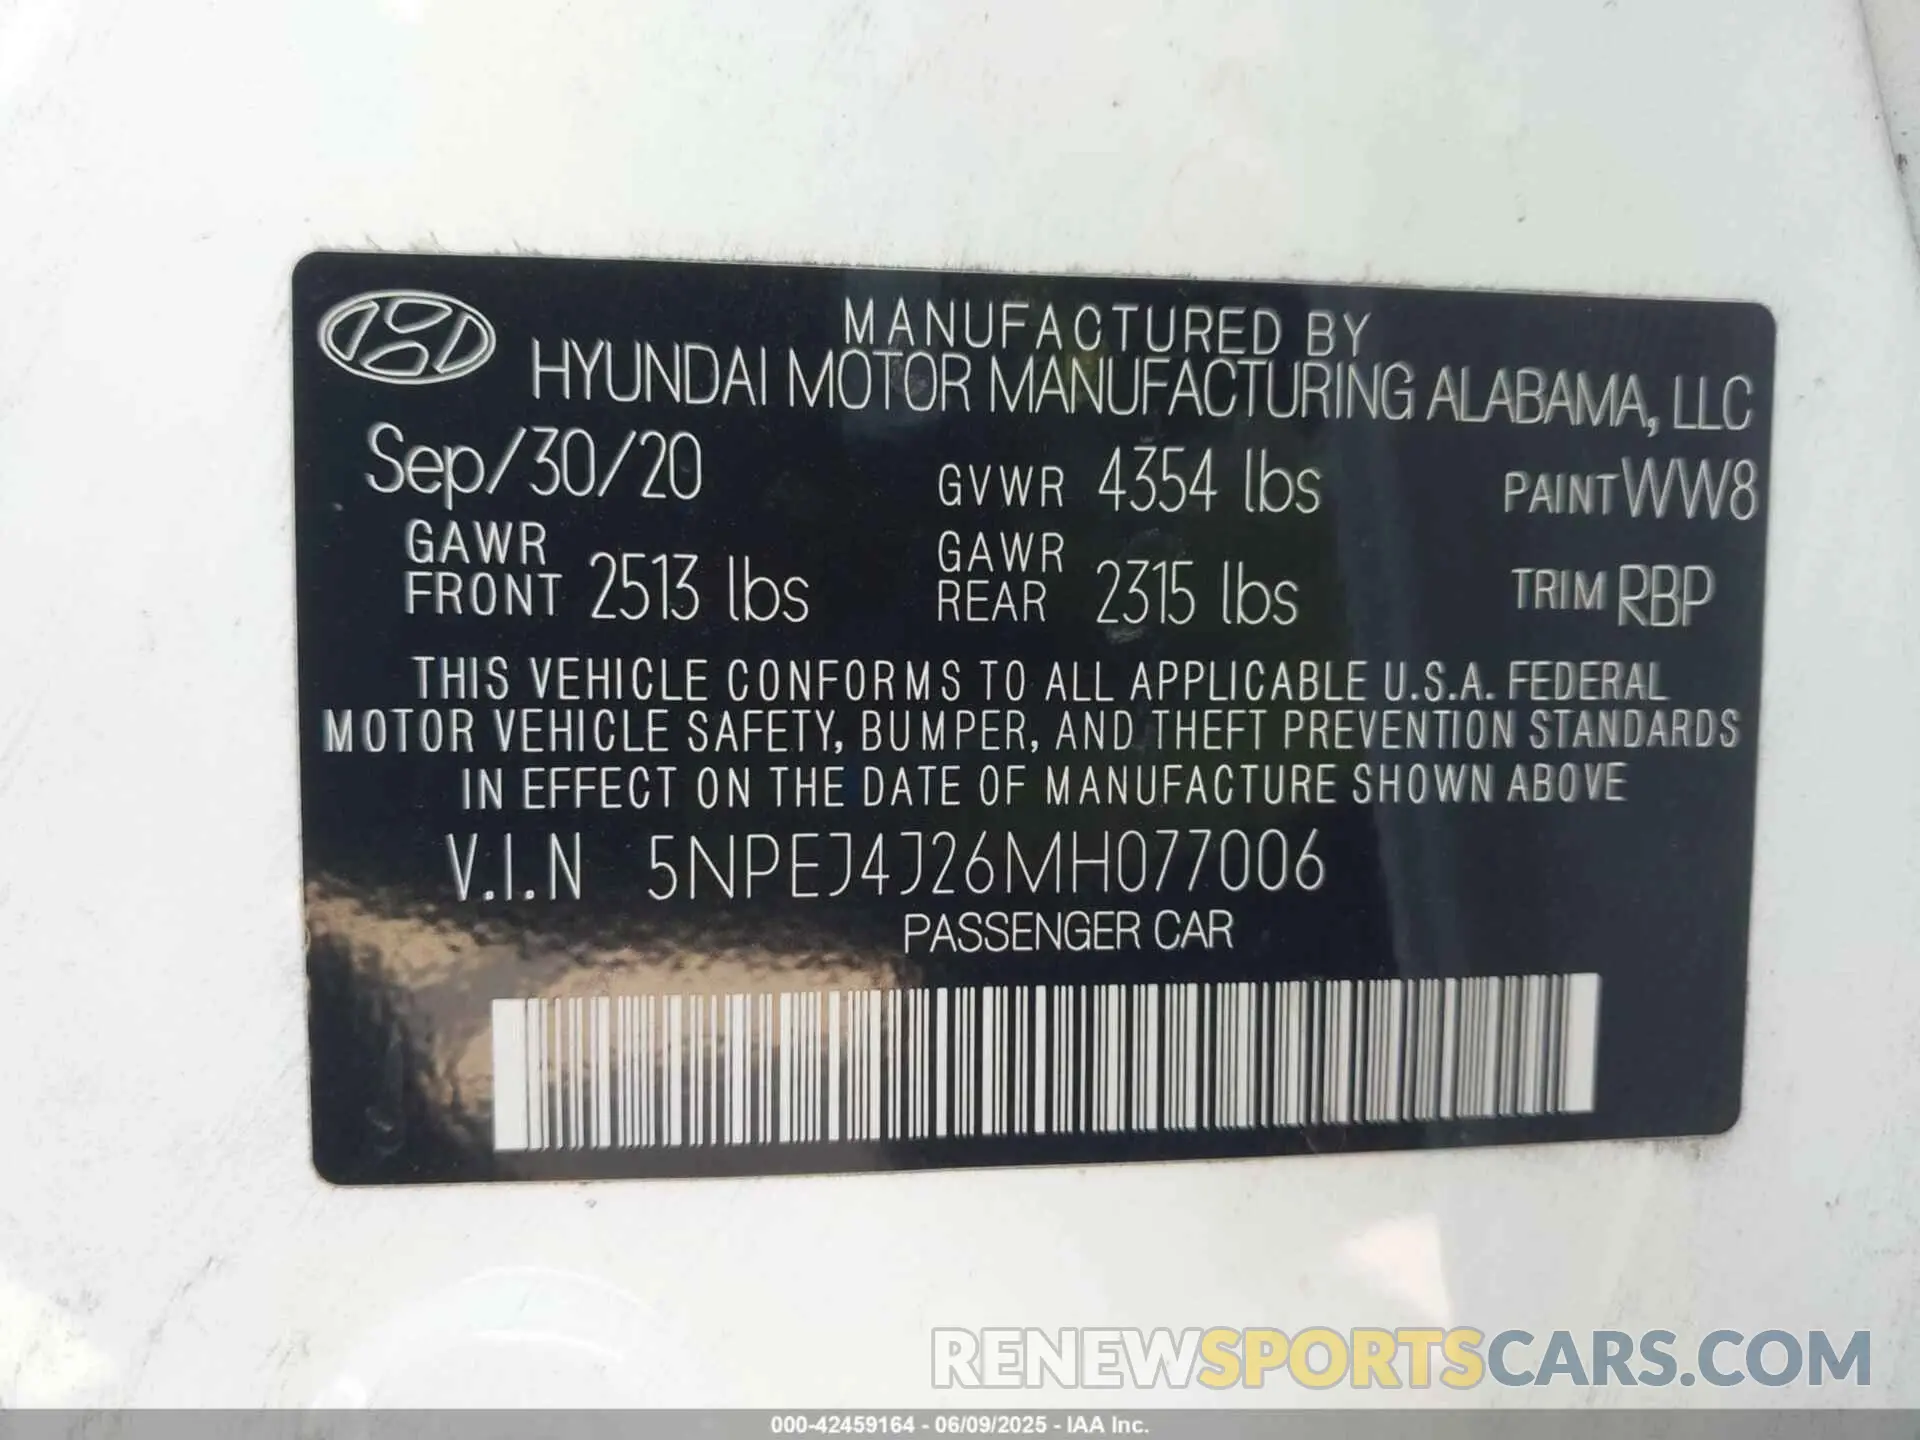 MANUFACTURED BY
HYUNDAI MOTOR MANUFACTURING ALABAMA, LLC
Sep/30/20 GVWR 4354 lbs PAINT WW8
GAWR FRONT 2513 lbs GAWR REAR 2315 lbs TRIM RBP
THIS VEHICLE CONFORMS TO ALL APPLICABLE U.S.A. FEDERAL
MOTOR VEHICLE SAFETY, BUMPER, AND THEFT PREVENTION STANDARDS
IN EFFECT ON THE DATE OF MANUFACTURE SHOWN ABOVE
V.I.N 5NPEJ4J26MH077006
PASSENGER CAR
RENEWSPORTSCARS.COM
000-42459164 - 06/09/2025 - IAA Inc.